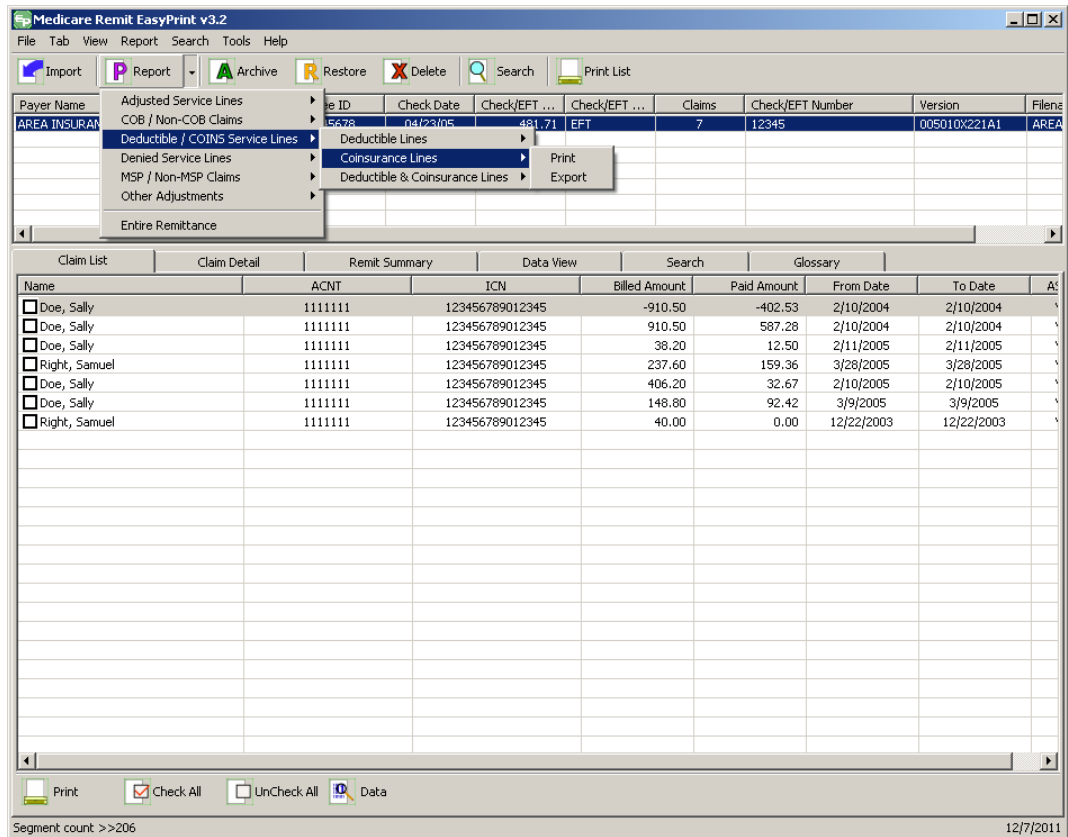 Medicare Remit EasyPrint v3.2
File Tab View Report Search Tools Help
Import Report Archive Restore Delete Search Print List
Payer Name ee ID Check Date Check/EFT ... Check/EFT ... Claims Check/EFT Number Version Filena
AREA INSURAN 5678 04/23/05 481.71 EFT 7 12345 005010X221A1 AREA
Adjusted Service Lines
COB / Non-COB Claims
Deductible / COINS Service Lines Deductible Lines
Denied Service Lines Coinsurance Lines Print
MSP / Non-MSP Claims Deductible & Coinsurance Lines Export
Other Adjustments
Entire Remittance
Claim List Claim Detail Remit Summary Data View Search Glossary
Name ACNT ICN Billed Amount Paid Amount From Date To Date AS
Doe, Sally 1111111 123456789012345 -910.50 -402.53 2/10/2004 2/10/2004
Doe, Sally 1111111 123456789012345 910.50 587.28 2/10/2004 2/10/2004
Doe, Sally 1111111 123456789012345 38.20 12.50 2/11/2005 2/11/2005
Right, Samuel 1111111 123456789012345 237.60 159.36 3/28/2005 3/28/2005
Doe, Sally 1111111 123456789012345 406.20 32.67 2/10/2005 2/10/2005
Doe, Sally 1111111 123456789012345 148.80 92.42 3/9/2005 3/9/2005
Right, Samuel 1111111 123456789012345 40.00 0.00 12/22/2003 12/22/2003
Print Check All UnCheck All Data
Segment count >>206 12/7/2011